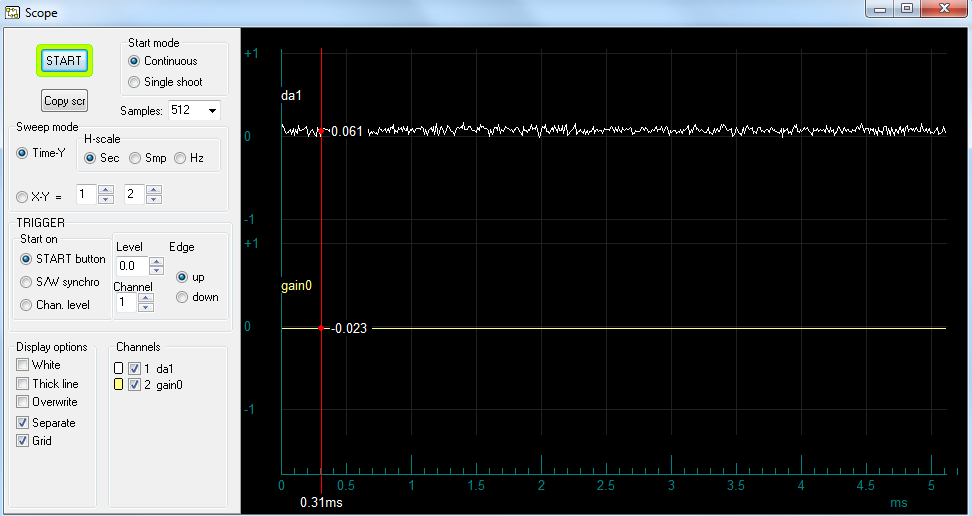 Scope
START
Start mode
Continuous
Single shoot
Copy scr
Samples: 512
Sweep mode
Time-Y
H-scale
Sec Smp Hz
X-Y = 1 2
TRIGGER
Start on
START button
S/W synchro
Chan. level
Level
0.0
Channel
1
Edge
up
down
Display options
White
Thick line
Overwrite
Separate
Grid
Channels
1 da1
2 gain0
+1
da1
0
0.061
-1
+1
gain0
0
-0.023
-1
0 0.5 1 1.5 2 2.5 3 3.5 4 4.5 5
0.31ms
ms